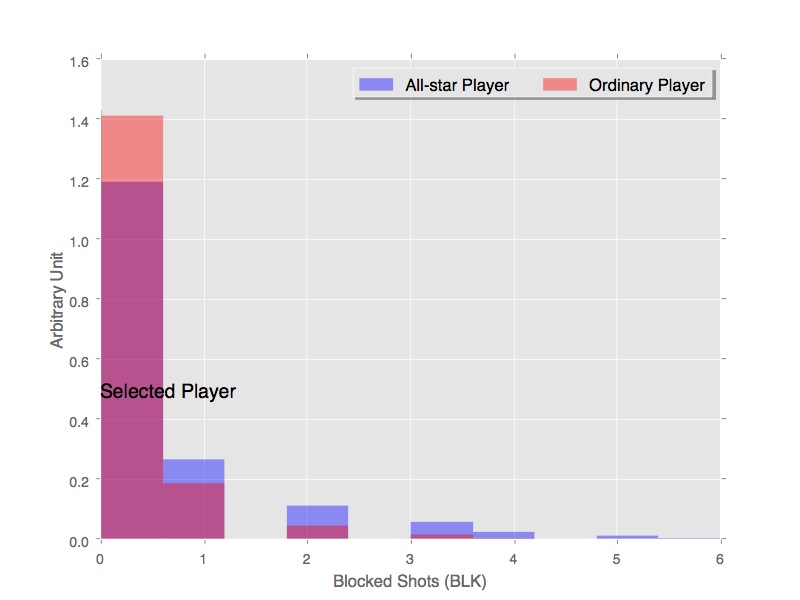 All-star Player Ordinary Player
1.6
1.4
1.2
1.0
0.8
0.6
0.4
0.2
0.0
Arbitrary Unit
Selected Player
0 1 2 3 4 5 6
Blocked Shots (BLK)